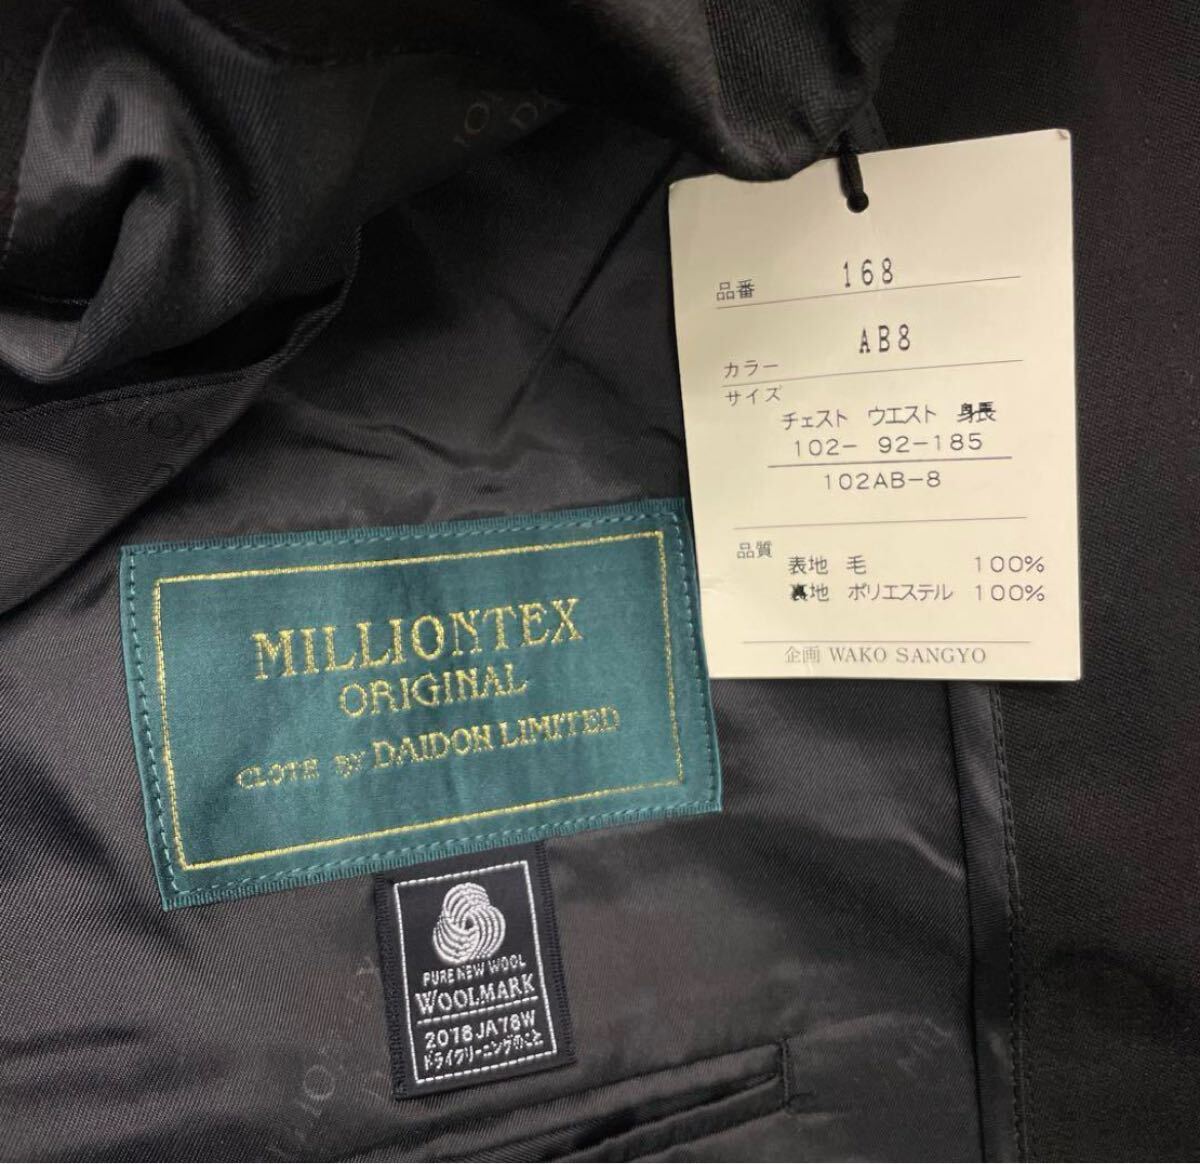 品番 168
カラー AB8
サイズ
チェスト ウエスト 身長
102- 92-185
102AB-8
品質 表地 毛 100%
裏地 ポリエステル 100%
企画 WAKO SANGYO
MILLIONTEX
ORIGINAL
CLOTH BY DAIDOH LIMITED
PURE NEW WOOL
WOOLMARK
2078JA78W
ドライクリーニングのこと